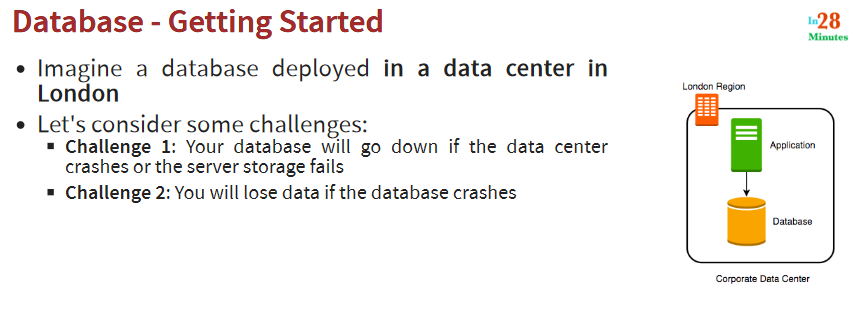 Database - Getting Started
In28
Minutes
• Imagine a database deployed in a data center in
London
• Let's consider some challenges:
▪ Challenge 1: Your database will go down if the data center
crashes or the server storage fails
▪ Challenge 2: You will lose data if the database crashes
London Region
Application
Database
Corporate Data Center